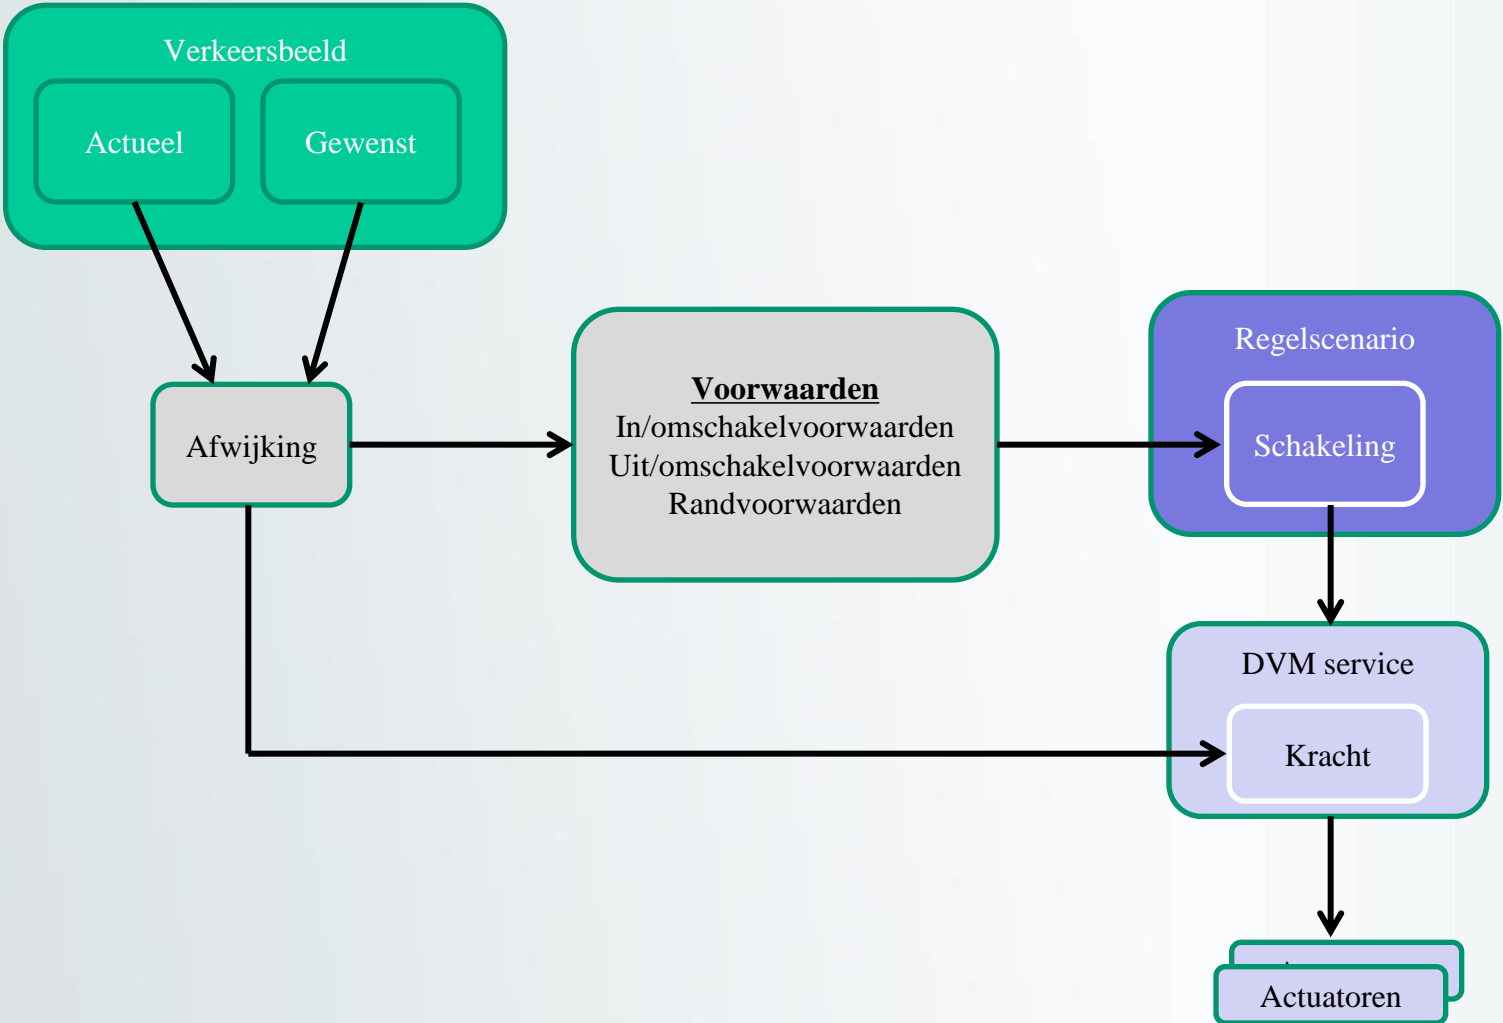 Verkeersbeeld
Actueel
Gewenst
Afwijking
Voorwaarden
In/omschakelvoorwaarden
Uit/omschakelvoorwaarden
Randvoorwaarden
Regelscenario
Schakeling
DVM service
Kracht
Actuatoren